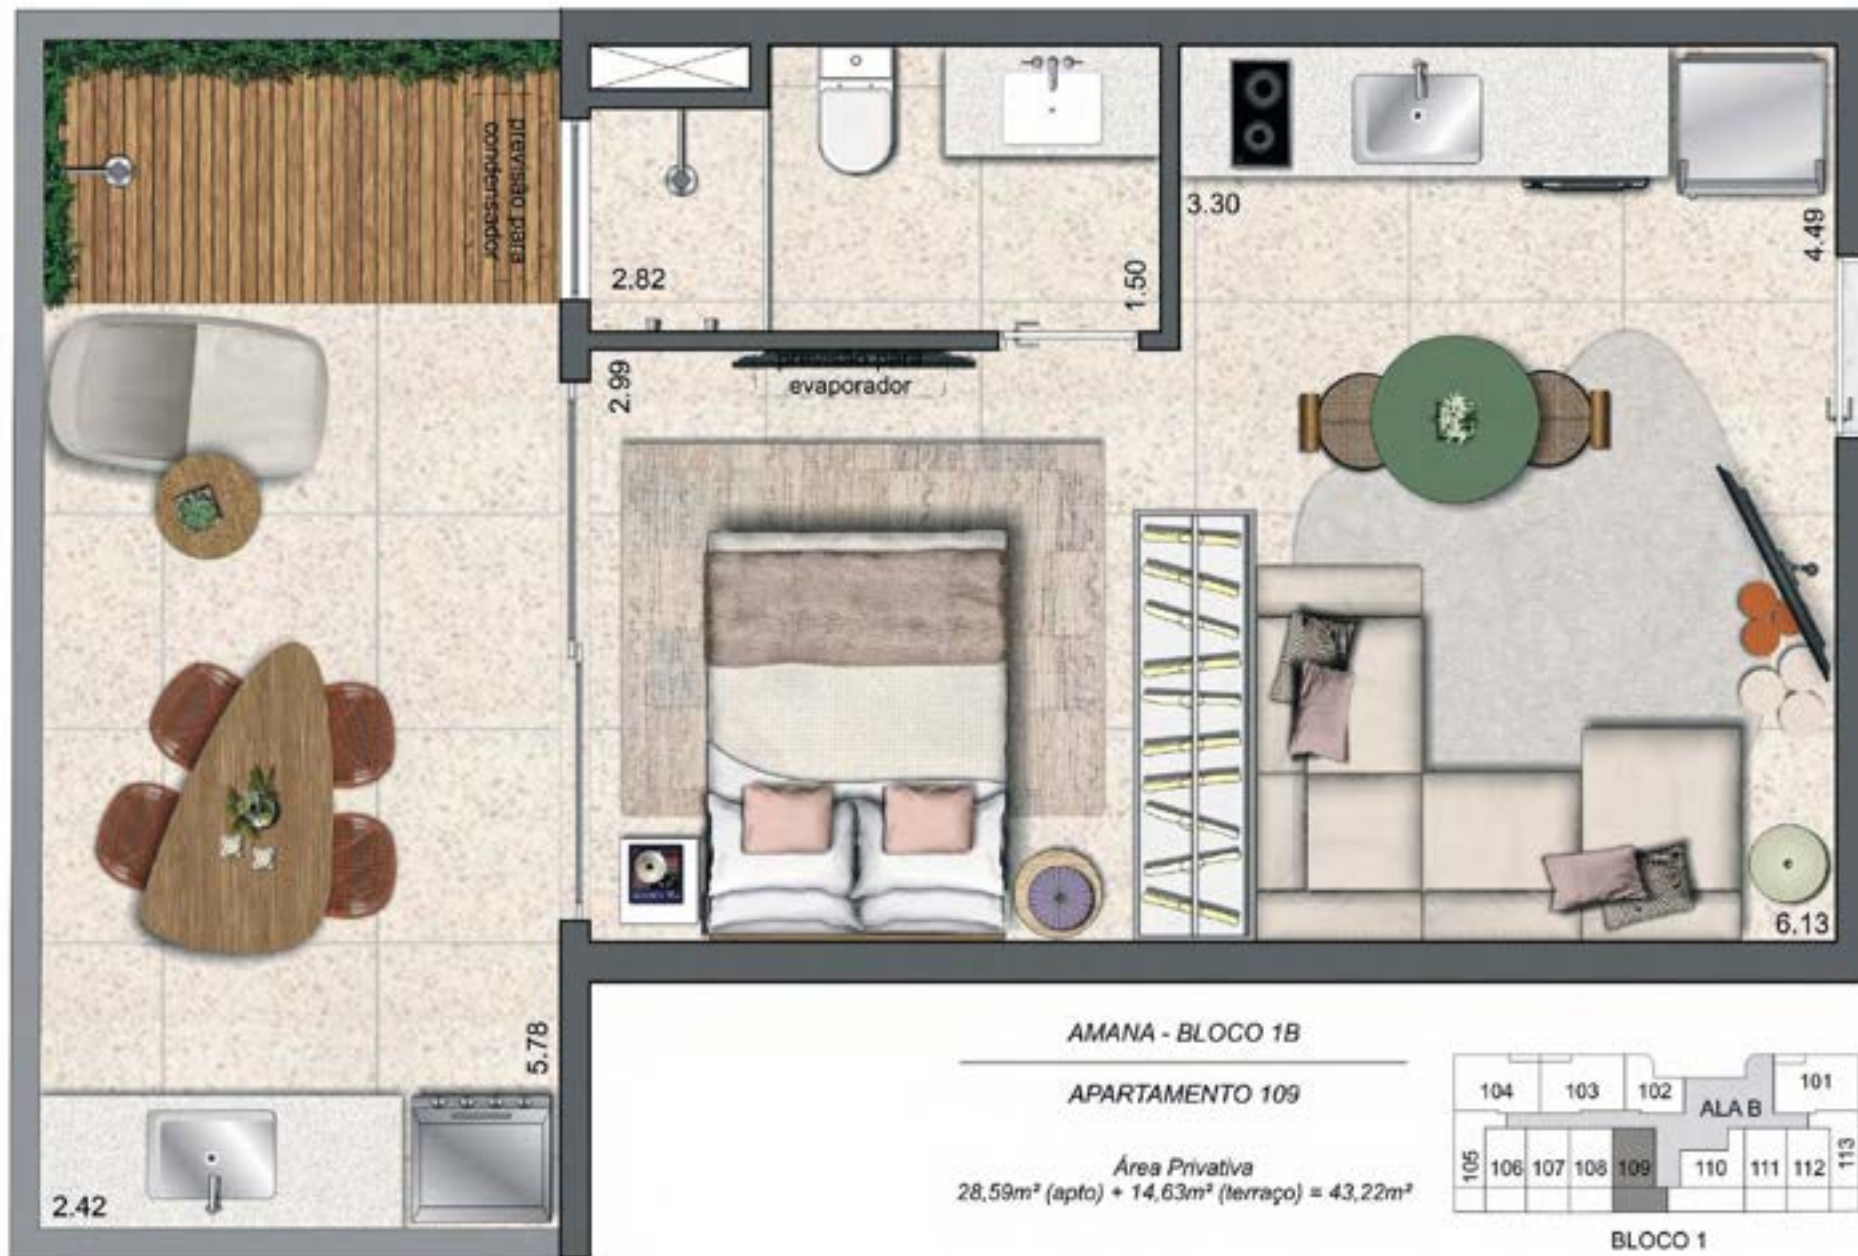 previsão para
condensador
2.82
1.50
3.30
4.49
2.99
previsão para
evaporador
6.13
5.78
2.42
AMANA - BLOCO 1B
APARTAMENTO 109
Área Privativa
28,59m² (apto) + 14,63m² (terraço) = 43,22m²
104 103 102 101
ALA B
105 106 107 108 109 110 111 112 113
BLOCO 1